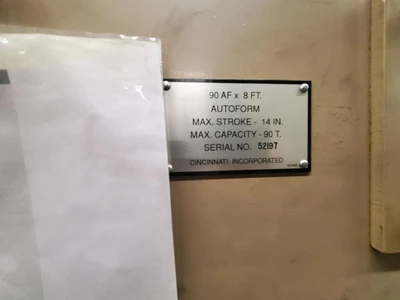 90 AF x 8 FT.
AUTOFORM
MAX. STROKE - 14 IN.
MAX. CAPACITY - 90 T.
SERIAL NO. 52197
CINCINNATI INCORPORATED